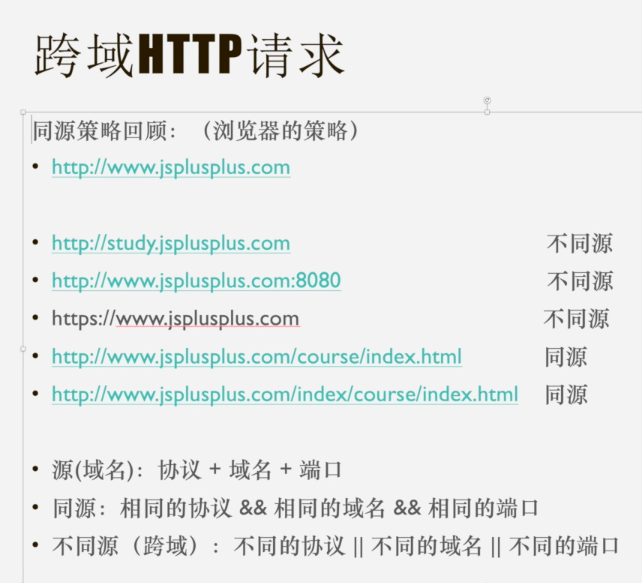 跨域HTTP请求
同源策略回顾：（浏览器的策略）
• http://www.jsplusplus.com
• http://study.jsplusplus.com 不同源
• http://www.jsplusplus.com:8080 不同源
• https://www.jsplusplus.com 不同源
• http://www.jsplusplus.com/course/index.html 同源
• http://www.jsplusplus.com/index/course/index.html 同源
• 源(域名)：协议 + 域名 + 端口
• 同源：相同的协议 && 相同的域名 && 相同的端口
• 不同源（跨域）：不同的协议 || 不同的域名 || 不同的端口